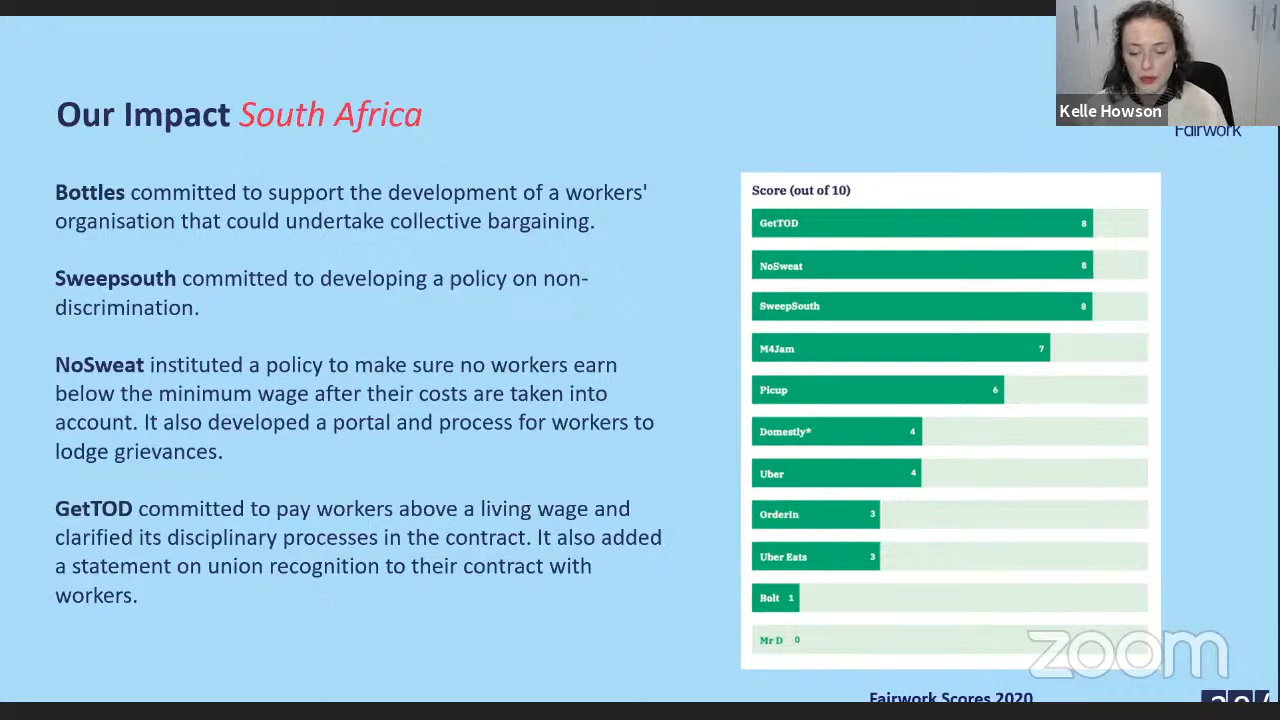 Kelle Howson
Fairwork
Our Impact South Africa
Bottles committed to support the development of a workers'
organisation that could undertake collective bargaining.
Sweepsouth committed to developing a policy on non-
discrimination.
NoSweat instituted a policy to make sure no workers earn
below the minimum wage after their costs are taken into
account. It also developed a portal and process for workers to
lodge grievances.
GetTOD committed to pay workers above a living wage and
clarified its disciplinary processes in the contract. It also added
a statement on union recognition to their contract with
workers.
Score (out of 10)
GetTOD 8
NoSweat 8
SweepSouth 8
M4Jam 7
Picup 6
Domestly* 4
Uber 4
OrderIn 3
Uber Eats 3
Bolt 1
Mr D 0
zoom
Fairwork Scores 2020